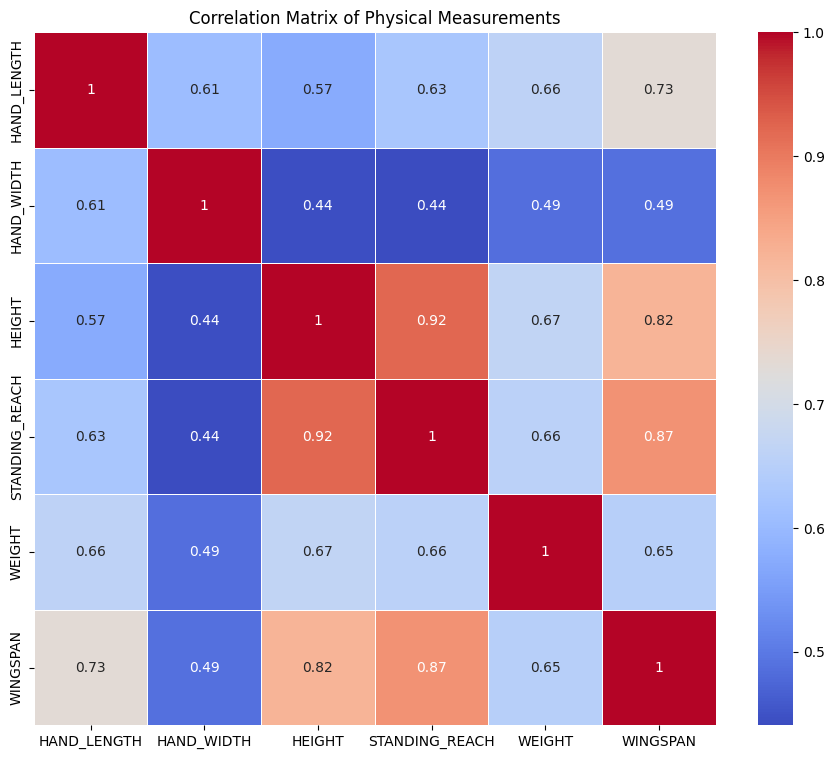 Correlation Matrix of Physical Measurements
HAND_LENGTH 1 0.61 0.57 0.63 0.66 0.73
HAND_WIDTH 0.61 1 0.44 0.44 0.49 0.49
HEIGHT 0.57 0.44 1 0.92 0.67 0.82
STANDING_REACH 0.63 0.44 0.92 1 0.66 0.87
WEIGHT 0.66 0.49 0.67 0.66 1 0.65
WINGSPAN 0.73 0.49 0.82 0.87 0.65 1
HAND_LENGTH HAND_WIDTH HEIGHT STANDING_REACH WEIGHT WINGSPAN
1.0
0.9
0.8
0.7
0.6
0.5